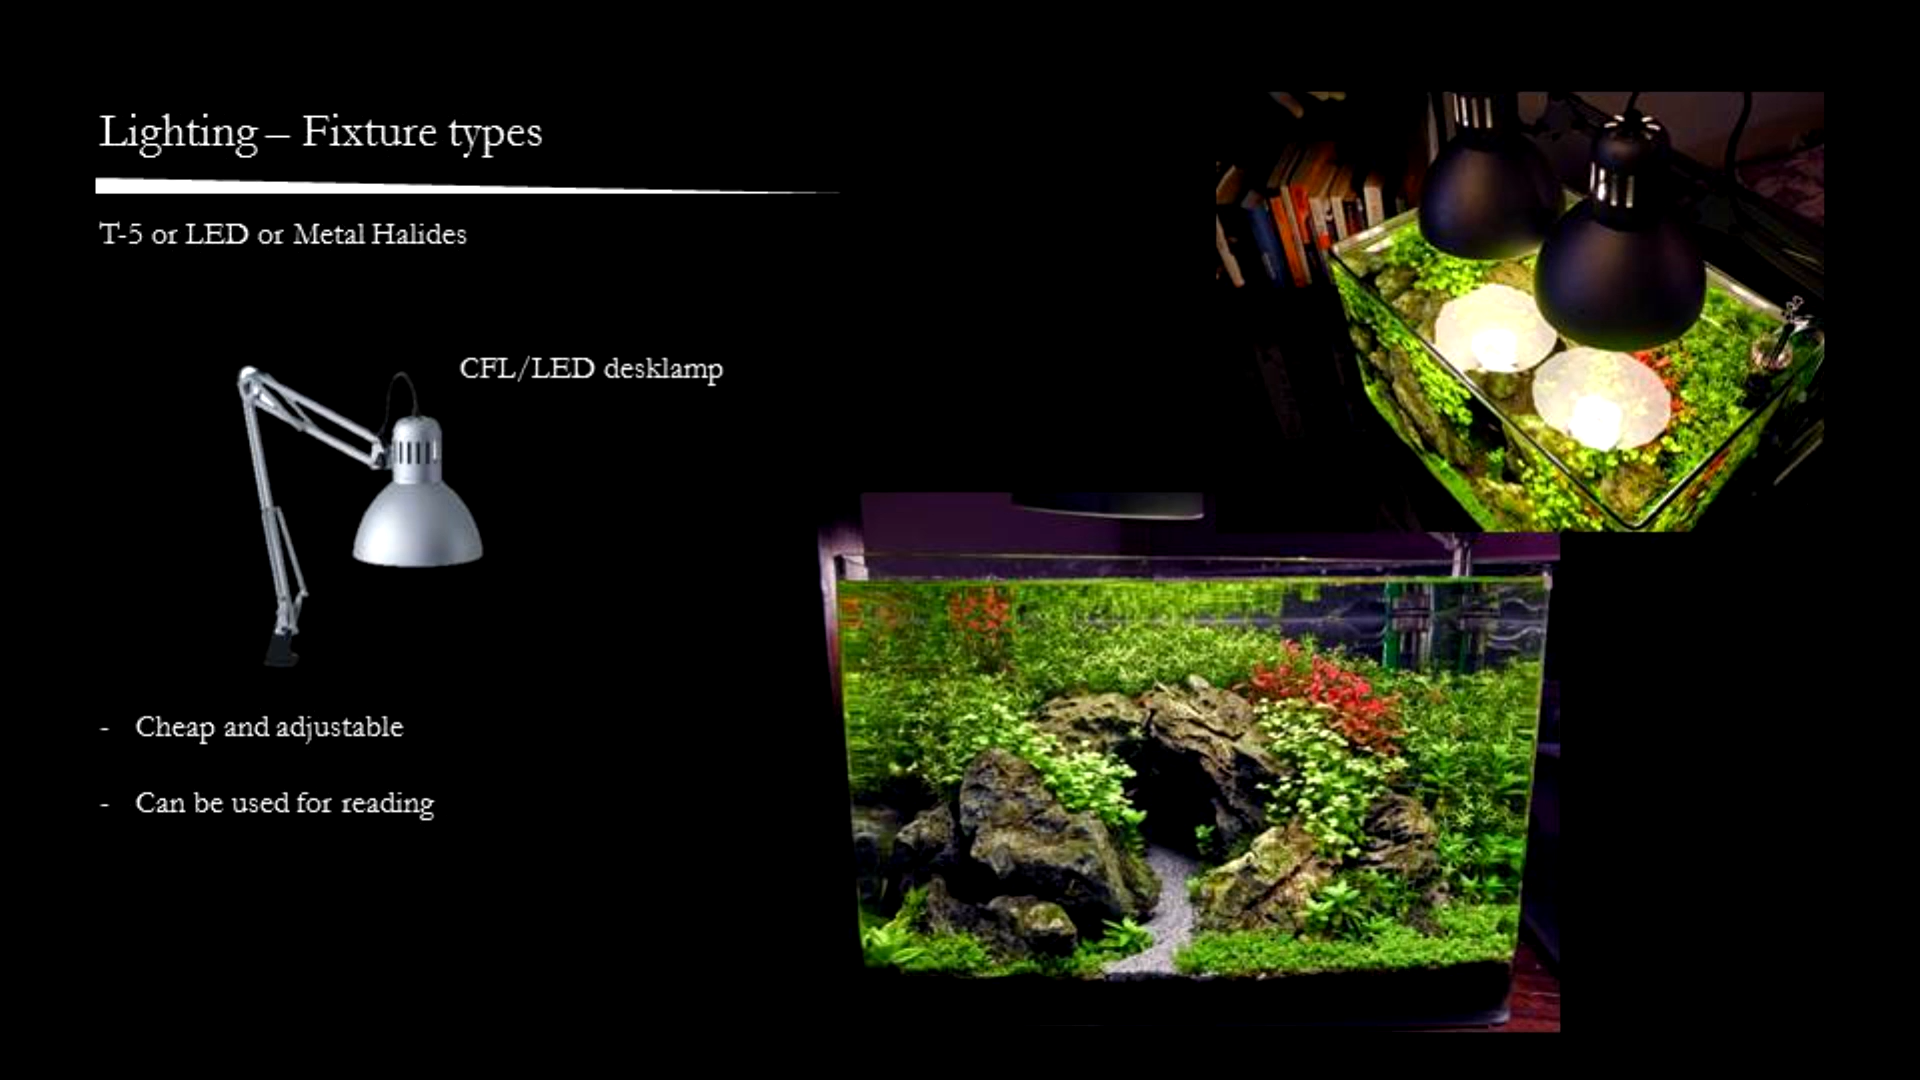 Lighting – Fixture types
T-5 or LED or Metal Halides
CFL/LED desklamp
- Cheap and adjustable
- Can be used for reading